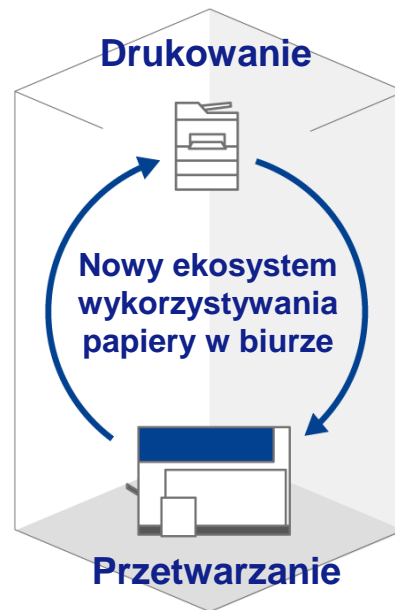 Drukowanie
Nowy ekosystem
wykorzystywania
papiery w biurze
Przetwarzanie